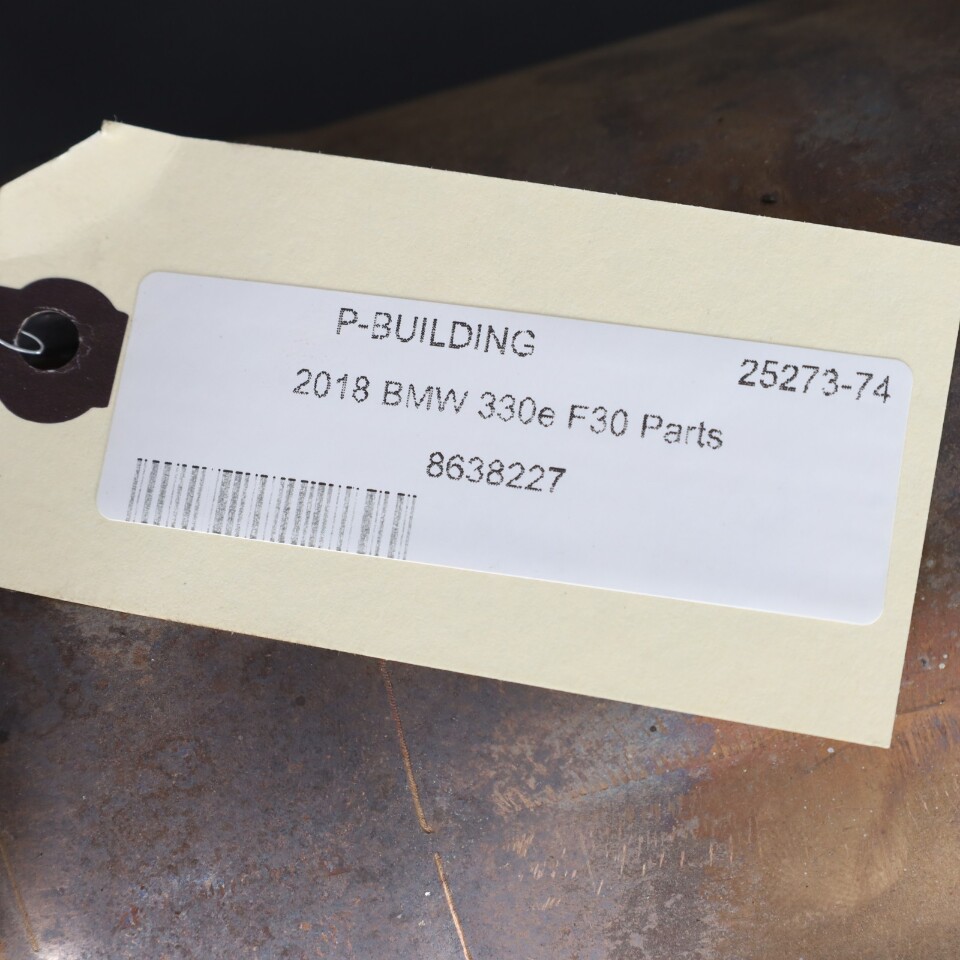 P-BUILDING
25273-74
2018 BMW 330e F30 Parts
8638227